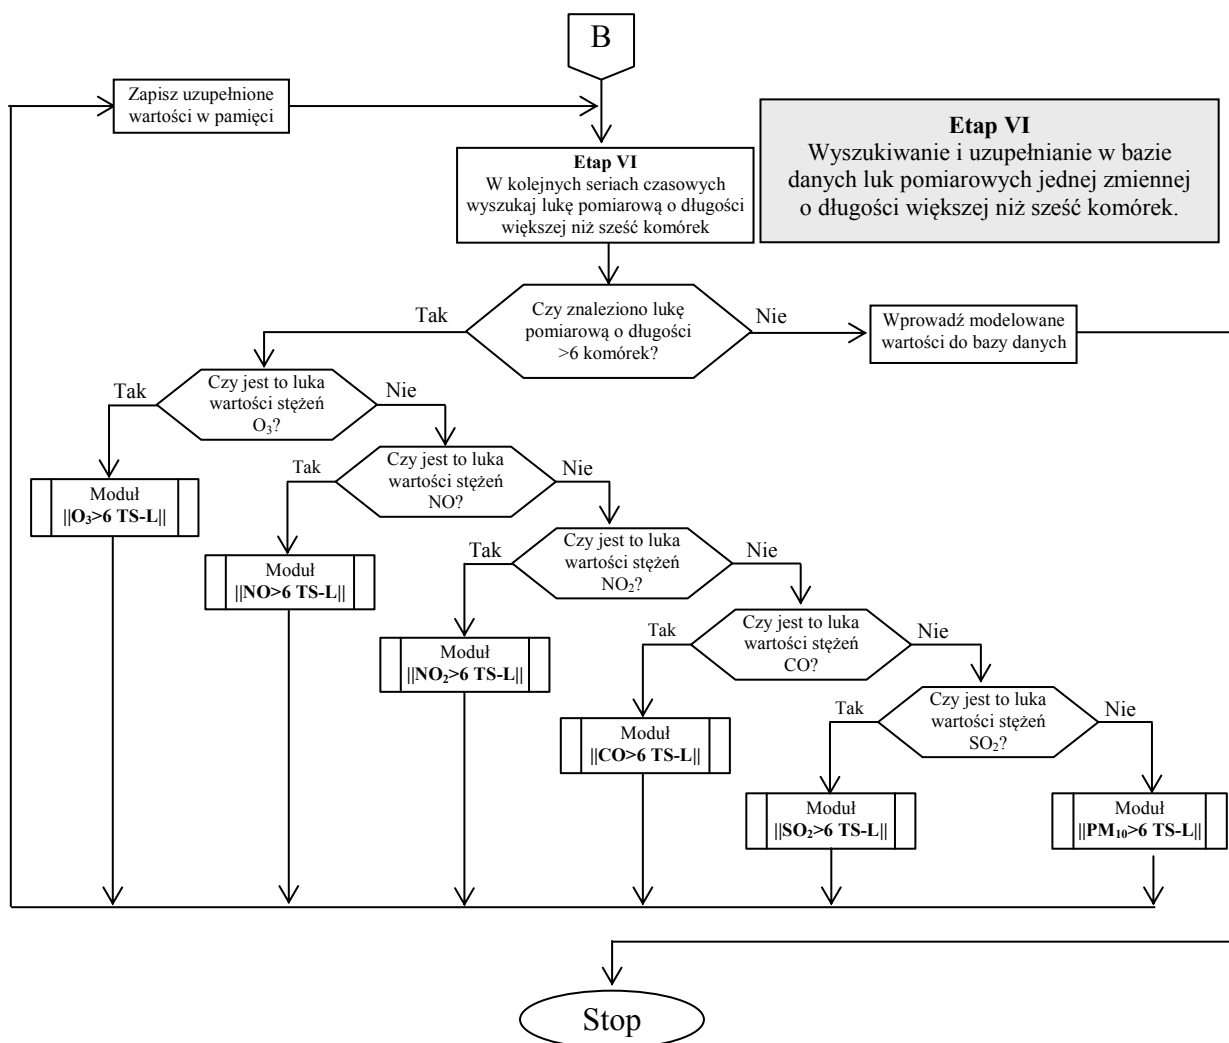 B
Zapisz uzupełnione
wartości w pamięci
Etap VI
Wyszukiwanie i uzupełnianie w bazie
danych luk pomiarowych jednej zmiennej
o długości większej niż sześć komórek.
Etap VI
W kolejnych seriach czasowych
wyszukaj lukę pomiarową o długości
większej niż sześć komórek
Czy znaleziono lukę
pomiarową o długości
>6 komórek?
Tak
Nie
Wprowadź modelowane
wartości do bazy danych
Czy jest to luka
wartości stężeń
O₃?
Tak
Nie
Moduł
||O₃>6 TS-L||
Czy jest to luka
wartości stężeń
NO?
Tak
Nie
Moduł
||NO>6 TS-L||
Czy jest to luka
wartości stężeń
NO₂?
Tak
Nie
Moduł
||NO₂>6 TS-L||
Czy jest to luka
wartości stężeń
CO?
Tak
Nie
Moduł
||CO>6 TS-L||
Czy jest to luka
wartości stężeń
SO₂?
Tak
Nie
Moduł
||SO₂>6 TS-L||
Moduł
||PM₁₀>6 TS-L||
Stop